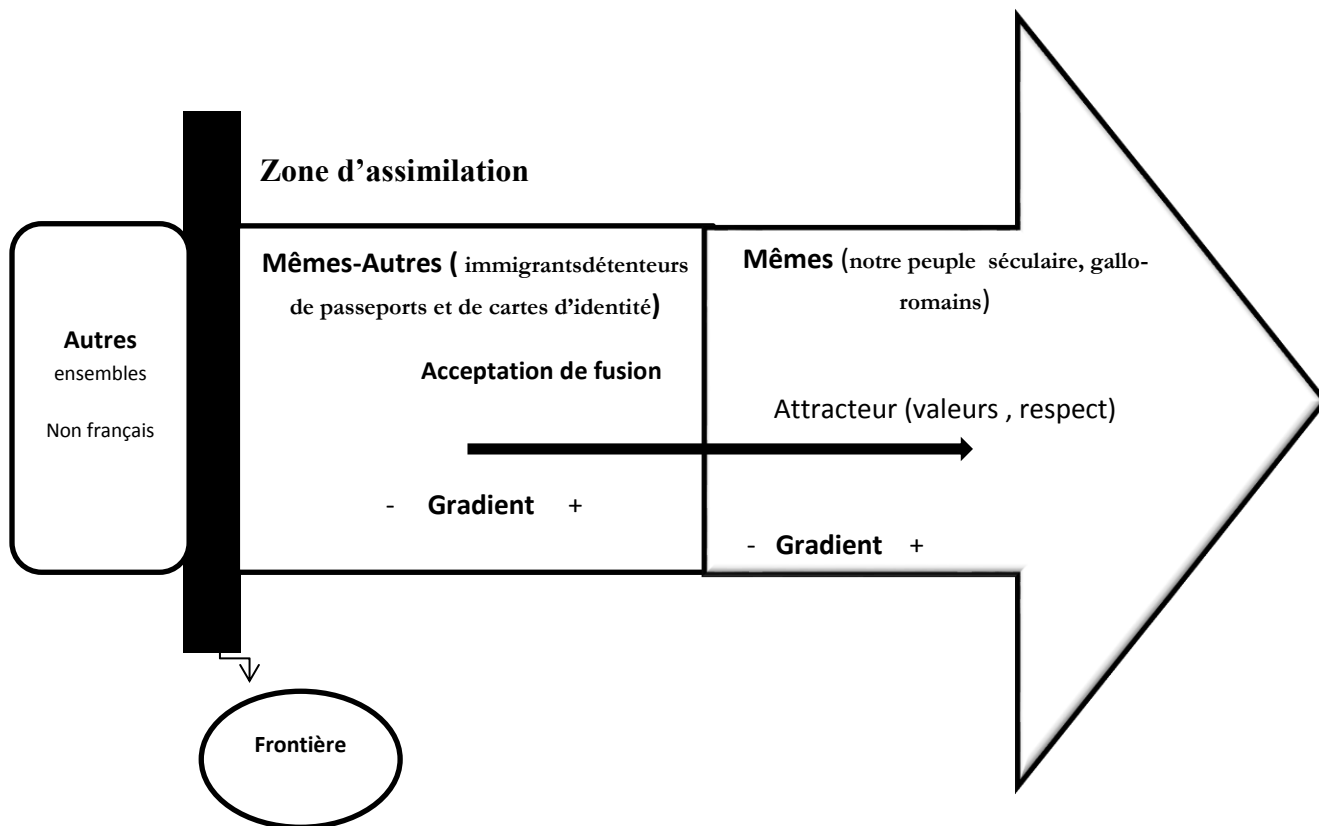 Zone d’assimilation
Autres
ensembles
Non français
Mêmes-Autres ( immigrantsdétenteurs
de passeports et de cartes d’identité)
Acceptation de fusion
- Gradient +
Mêmes (notre peuple séculaire, gallo-
romains)
Attracteur (valeurs , respect)
- Gradient +
Frontière